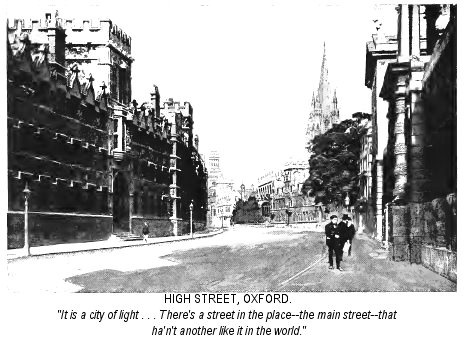 HIGH STREET, OXFORD.
"It is a city of light . . . There's a street in the place--the main street--that
ha'n't another like it in the world."